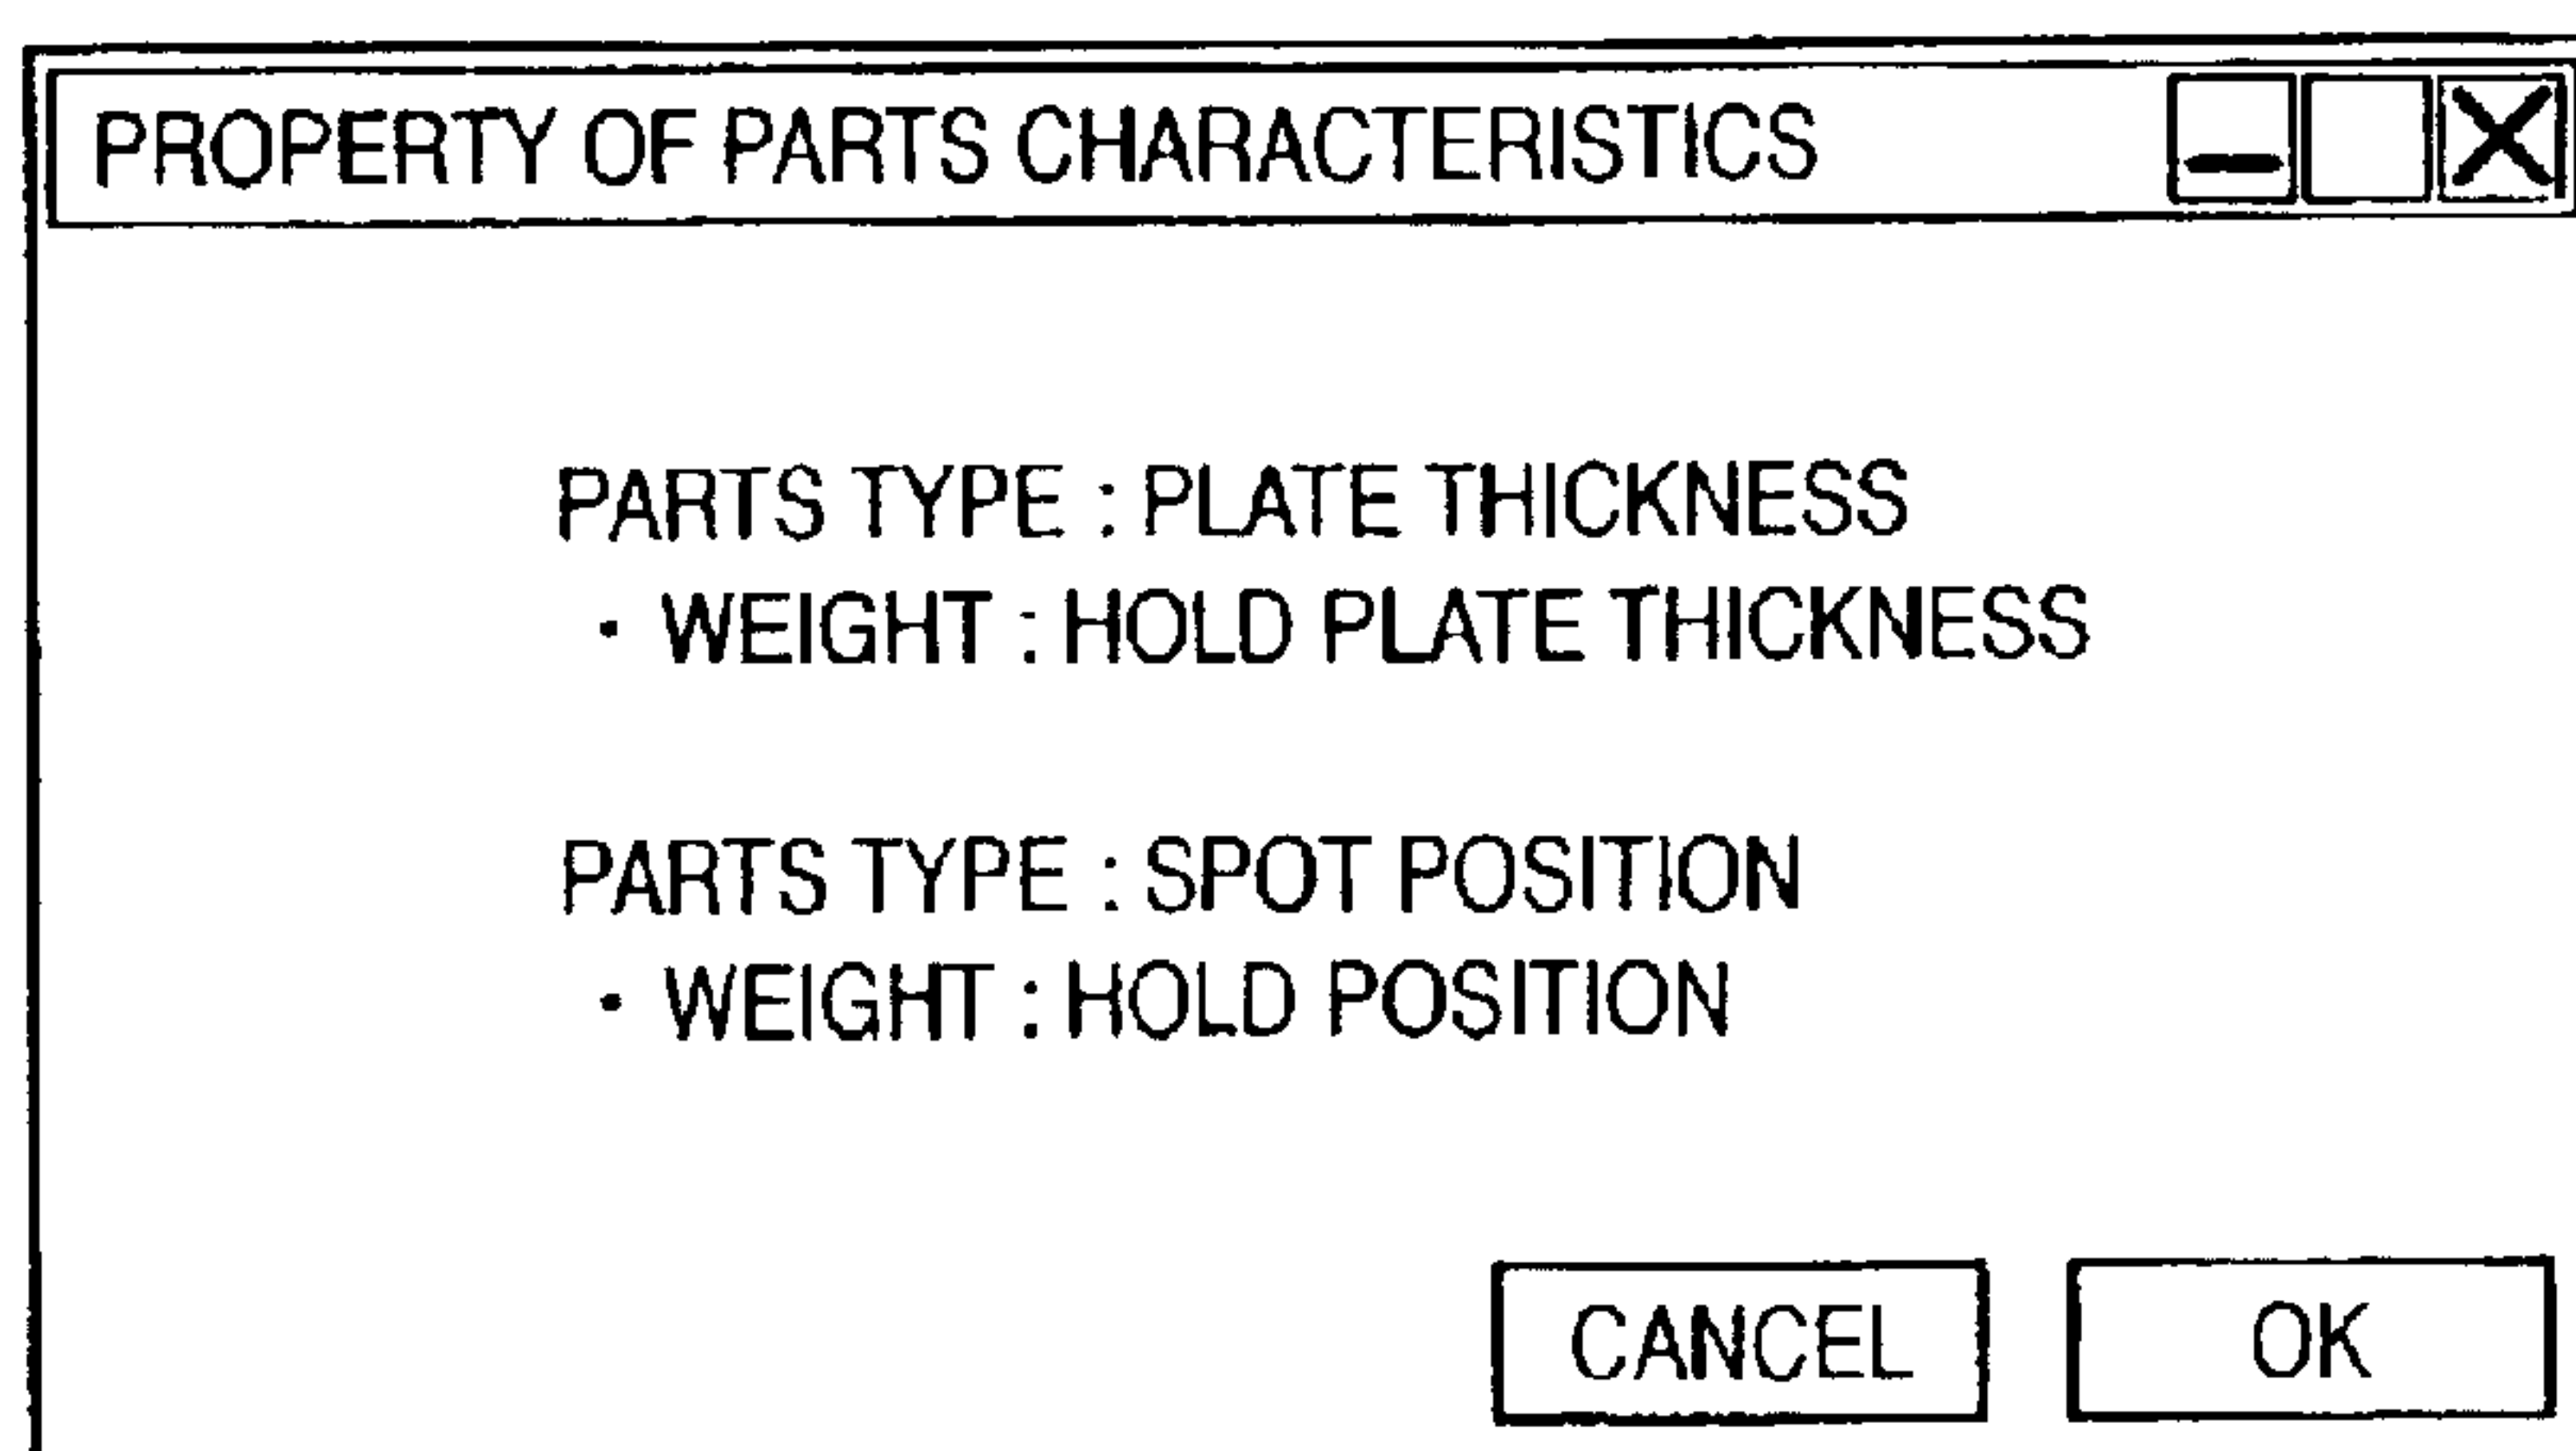 PROPERTY OF PARTS CHARACTERISTICS
PARTS TYPE : PLATE THICKNESS
· WEIGHT : HOLD PLATE THICKNESS
PARTS TYPE : SPOT POSITION
· WEIGHT : HOLD POSITION
CANCEL OK